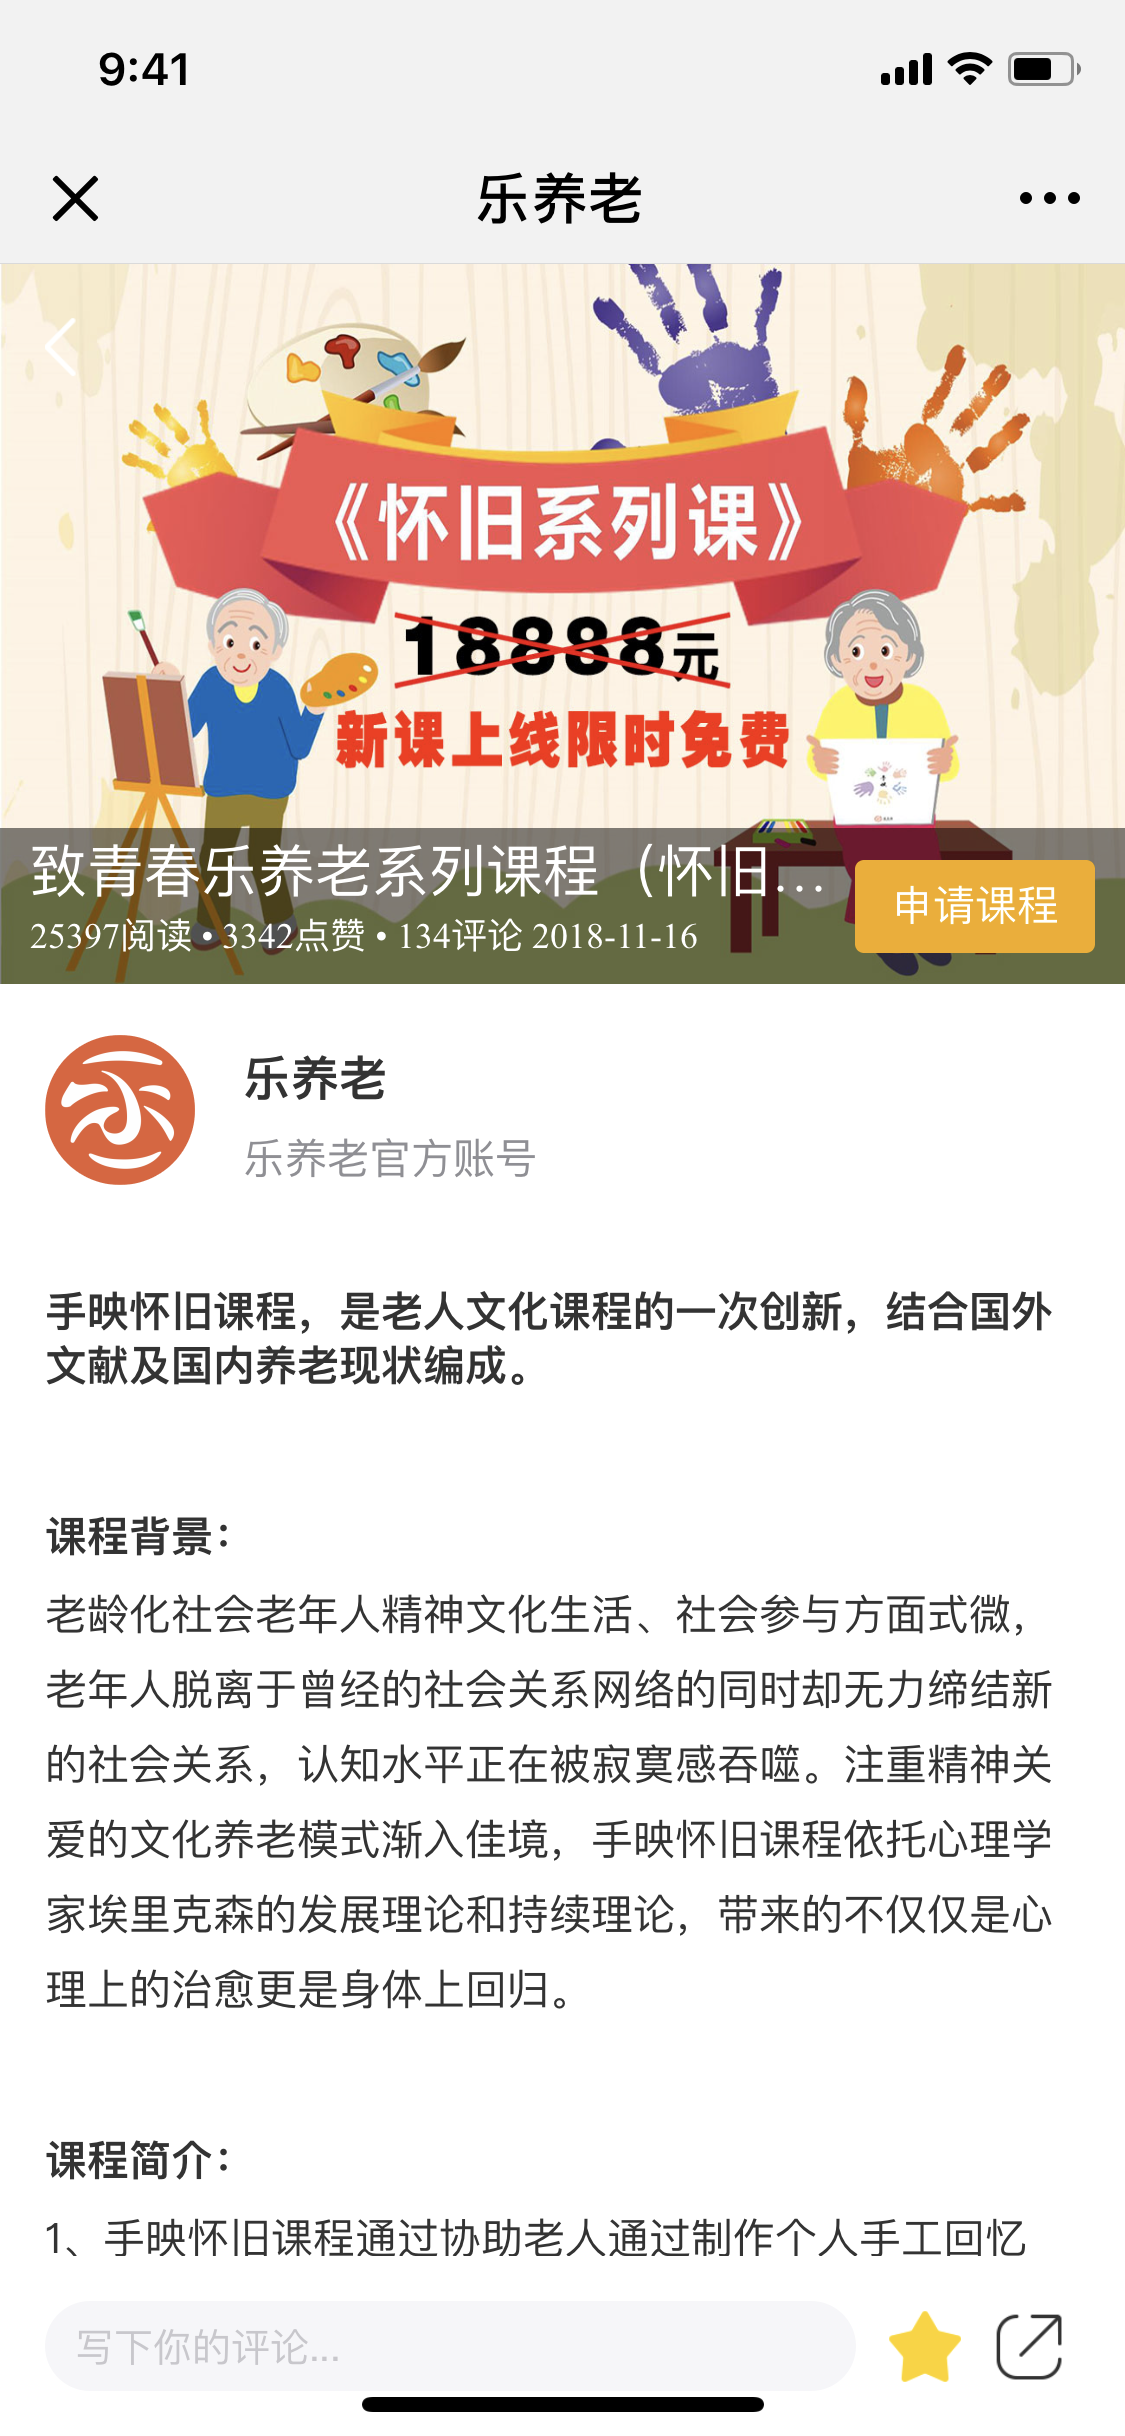 9:41
乐养老
《怀旧系列课》
18888元
新课上线限时免费
致青春乐养老系列课程（怀旧...
申请课程
25397阅读 • 3342点赞 • 134评论 2018-11-16
乐养老
乐养老官方账号
手映怀旧课程，是老人文化课程的一次创新，结合国外
文献及国内养老现状编成。
课程背景：
老龄化社会老年人精神文化生活、社会参与方面式微，
老年人脱离于曾经的社会关系网络的同时却无力缔结新
的社会关系，认知水平正在被寂寞感吞噬。注重精神关
爱的文化养老模式渐入佳境，手映怀旧课程依托心理学
家埃里克森的发展理论和持续理论，带来的不仅仅是心
理上的治愈更是身体上回归。
课程简介：
1、手映怀旧课程通过协助老人通过制作个人手工回忆
写下你的评论...